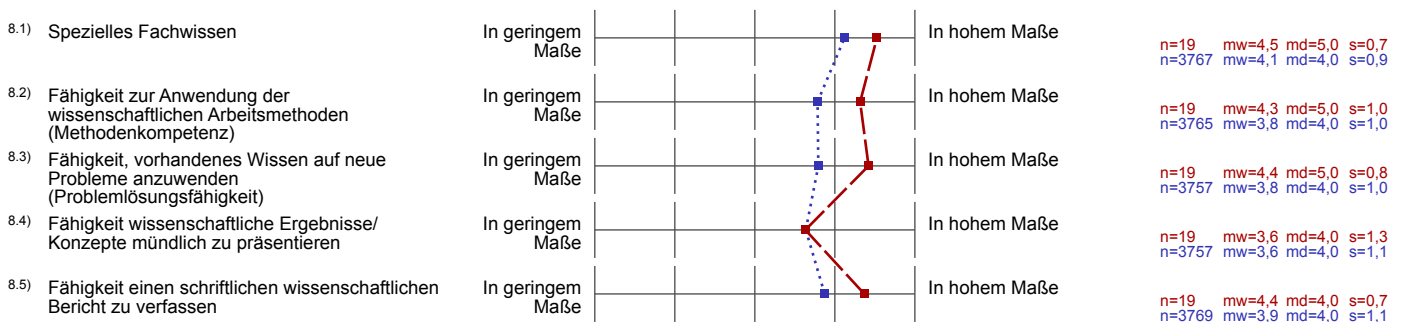 8.1) Spezielles Fachwissen
In geringem
Maße
In hohem Maße
n=19 mw=4,5 md=5,0 s=0,7
n=3767 mw=4,1 md=4,0 s=0,9
8.2) Fähigkeit zur Anwendung der
wissenschaftlichen Arbeitsmethoden
(Methodenkompetenz)
In geringem
Maße
In hohem Maße
n=19 mw=4,3 md=5,0 s=1,0
n=3765 mw=3,8 md=4,0 s=1,0
8.3) Fähigkeit, vorhandenes Wissen auf neue
Probleme anzuwenden
(Problemlösungsfähigkeit)
In geringem
Maße
In hohem Maße
n=19 mw=4,4 md=5,0 s=0,8
n=3757 mw=3,8 md=4,0 s=1,0
8.4) Fähigkeit wissenschaftliche Ergebnisse/
Konzepte mündlich zu präsentieren
In geringem
Maße
In hohem Maße
n=19 mw=3,6 md=4,0 s=1,3
n=3757 mw=3,6 md=4,0 s=1,1
8.5) Fähigkeit einen schriftlichen wissenschaftlichen
Bericht zu verfassen
In geringem
Maße
In hohem Maße
n=19 mw=4,4 md=4,0 s=0,7
n=3769 mw=3,9 md=4,0 s=1,1